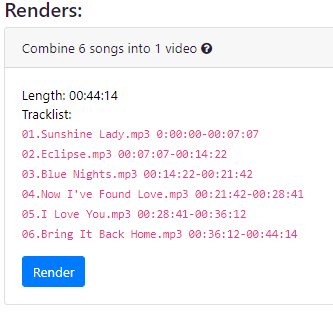 Renders:
Combine 6 songs into 1 video ?
Length: 00:44:14
Tracklist:
01.Sunshine Lady.mp3 0:00:00-00:07:07
02.Eclipse.mp3 00:07:07-00:14:22
03.Blue Nights.mp3 00:14:22-00:21:42
04.Now I've Found Love.mp3 00:21:42-00:28:41
05.I Love You.mp3 00:28:41-00:36:12
06.Bring It Back Home.mp3 00:36:12-00:44:14
Render